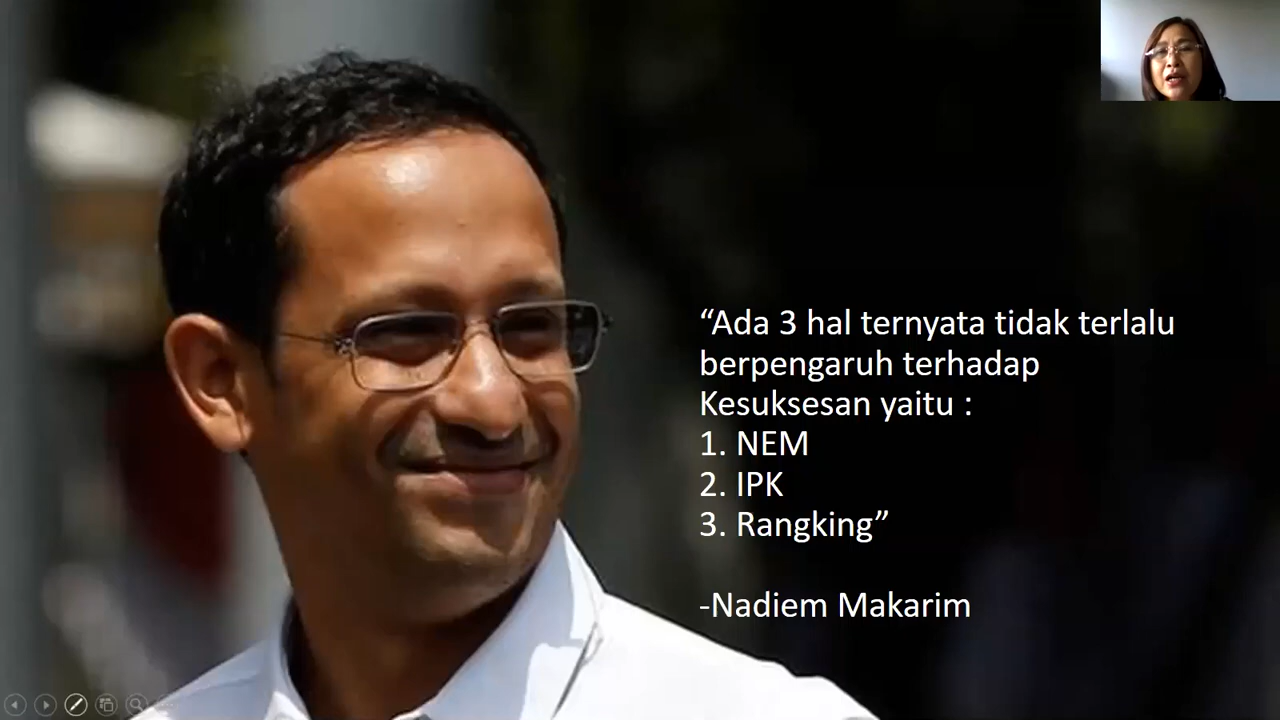 “Ada 3 hal ternyata tidak terlalu
berpengaruh terhadap
Kesuksesan yaitu :
1. NEM
2. IPK
3. Rangking”
-Nadiem Makarim